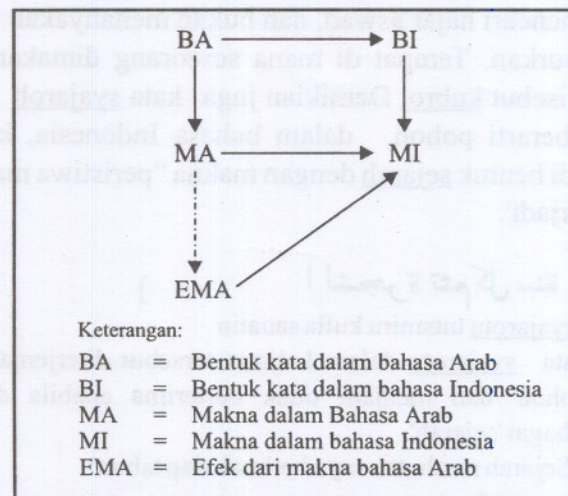 BA BI
MA MI
EMA
Keterangan:
BA = Bentuk kata dalam bahasa Arab
BI = Bentuk kata dalam bahasa Indonesia
MA = Makna dalam Bahasa Arab
MI = Makna dalam bahasa Indonesia
EMA = Efek dari makna bahasa Arab